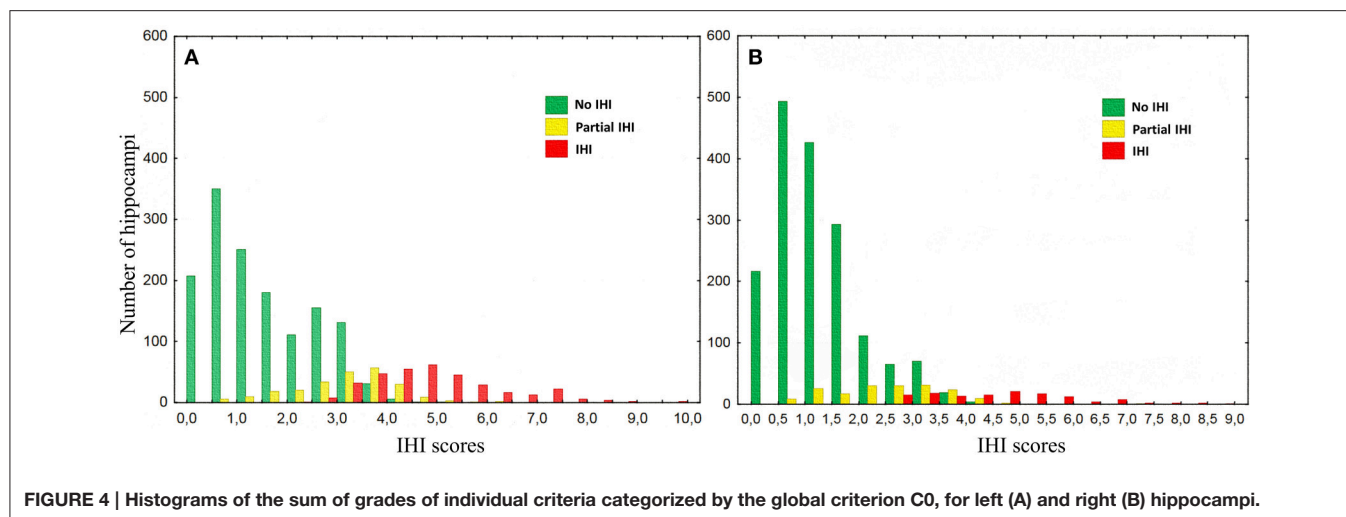 A
600
500
400
300
200
100
0
Number of hippocampi
No IHI
Partial IHI
IHI
0,0 1,0 2,0 3,0 4,0 5,0 6,0 7,0 8,0 9,0 10,0
IHI scores
B
600
500
400
300
200
100
0
No IHI
Partial IHI
IHI
0,0 0,5 1,0 1,5 2,0 2,5 3,0 3,5 4,0 4,5 5,0 5,5 6,0 6,5 7,0 7,5 8,0 8,5 9,0
IHI scores
FIGURE 4 | Histograms of the sum of grades of individual criteria categorized by the global criterion C0, for left (A) and right (B) hippocampi.